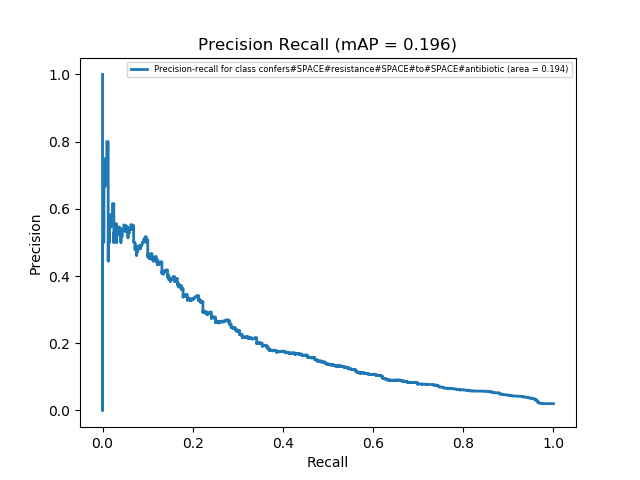 Precision Recall (mAP = 0.196)
Precision-recall for class confers#SPACE#resistance#SPACE#to#SPACE#antibiotic (area = 0.194)
1.0
0.8
0.6
0.4
0.2
0.0
Precision
0.0 0.2 0.4 0.6 0.8 1.0
Recall